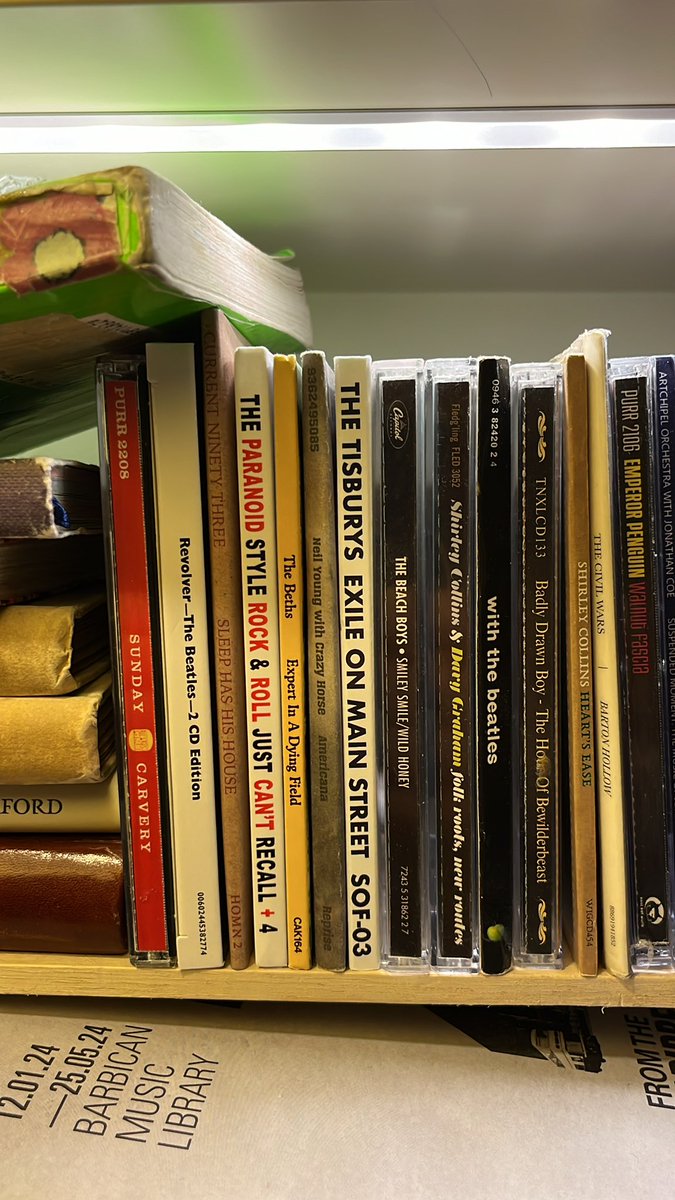 PURR 2208 SUNDAY CARVERY
Revolver—The Beatles—2 CD Edition 00602445382774
CURRENT NINETY THREE SLEEP HAS HIS HOUSE HOMN 2
THE PARANOID STYLE ROCK & ROLL JUST CAN'T RECALL + 4
The Beths Expert In A Dying Field CAK164
9362495085 Neil Young with Crazy Horse Americana Reprise
THE TISBURYS EXILE ON MAIN STREET SOF-03
Capitol THE BEACH BOYS • SMILEY SMILE/WILD HONEY 7243 5 31862 2 7
Fledg'ling FLED 3052 Shirley Collins & Davy Graham folk roots, new routes
0946 3 82420 2 4 with the beatles
TNXLCD133 Badly Drawn Boy - The Hour Of Bewilderbeast
SHIRLEY COLLINS HEART'S EASE WIGCD454
THE CIVIL WARS | BARTON HOLLOW
PURR 2106 EMPEROR PENGUIN WALNUT FASCIA
ARTCHIPEL ORCHESTRA WITH JONATHAN COE SUSPENDED MOMENT
FORD
12.01.24
—25.05.24
BARBICAN
MUSIC
LIBRARY
FROM THE